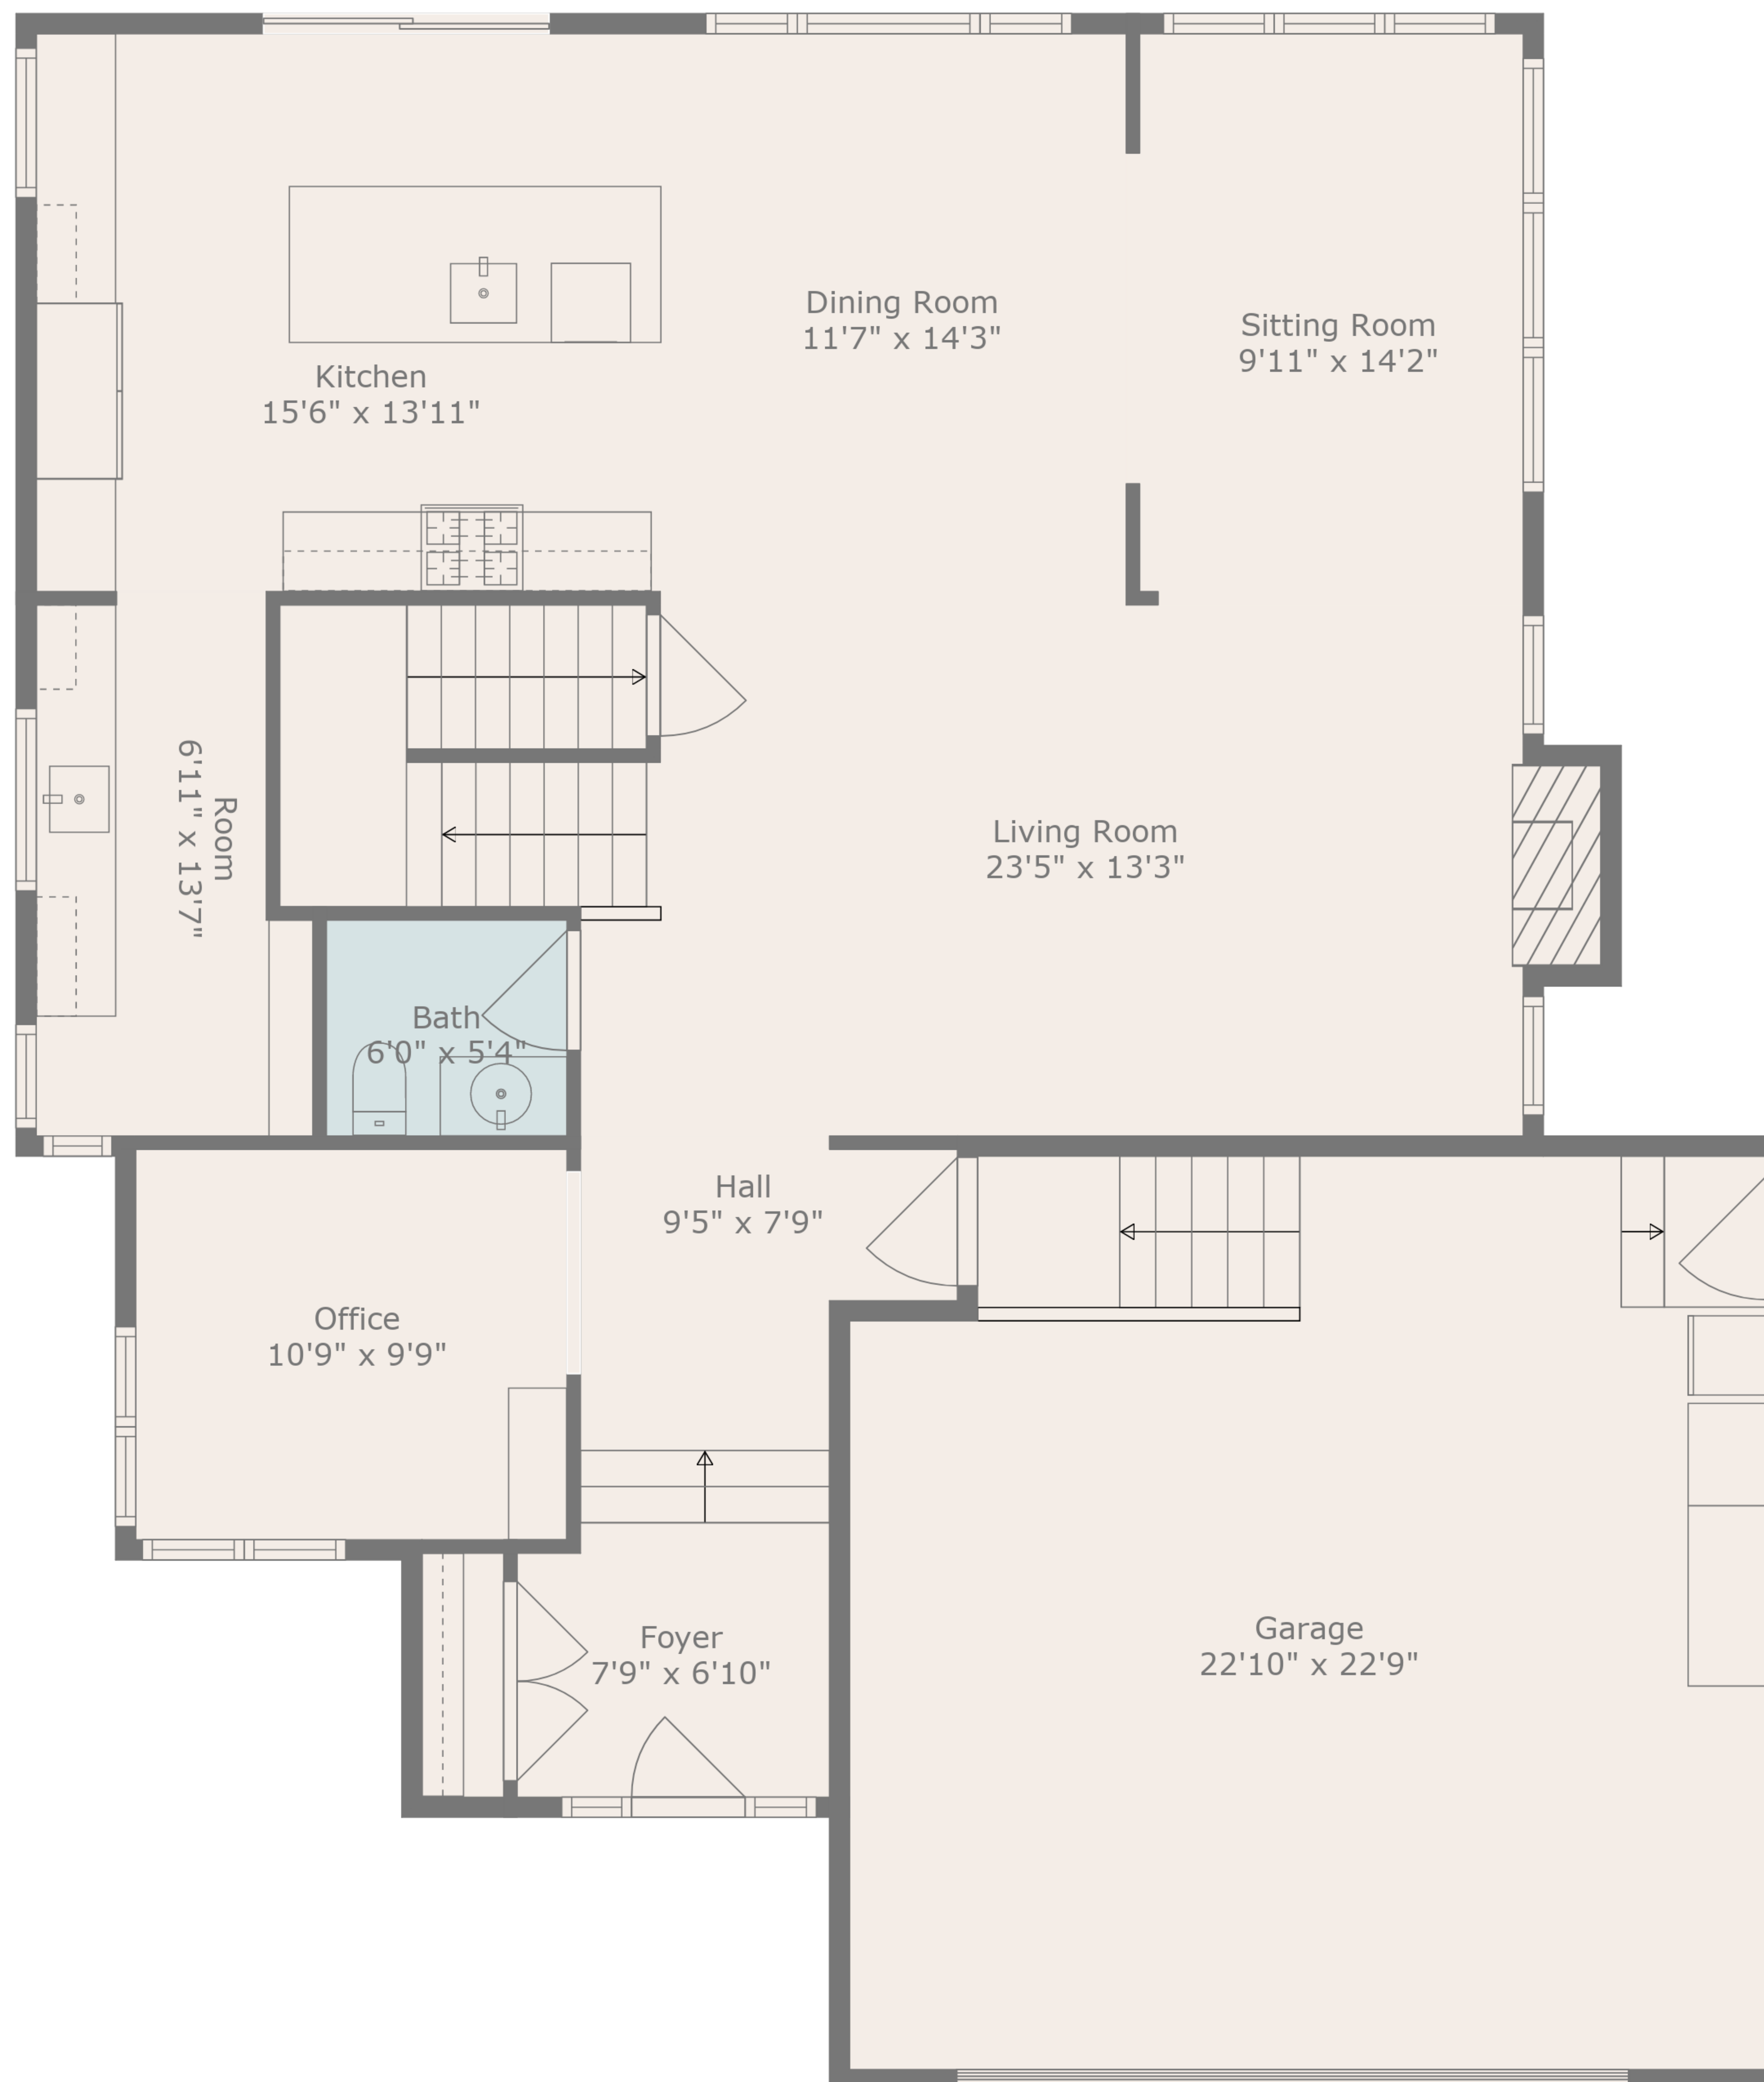 Dining Room
11'7" x 14'3"
Sitting Room
9'11" x 14'2"
Kitchen
15'6" x 13'11"
Room
6'11" x 13'7"
Living Room
23'5" x 13'3"
Bath
6'0" x 5'4"
Hall
9'5" x 7'9"
Office
10'9" x 9'9"
Foyer
7'9" x 6'10"
Garage
22'10" x 22'9"